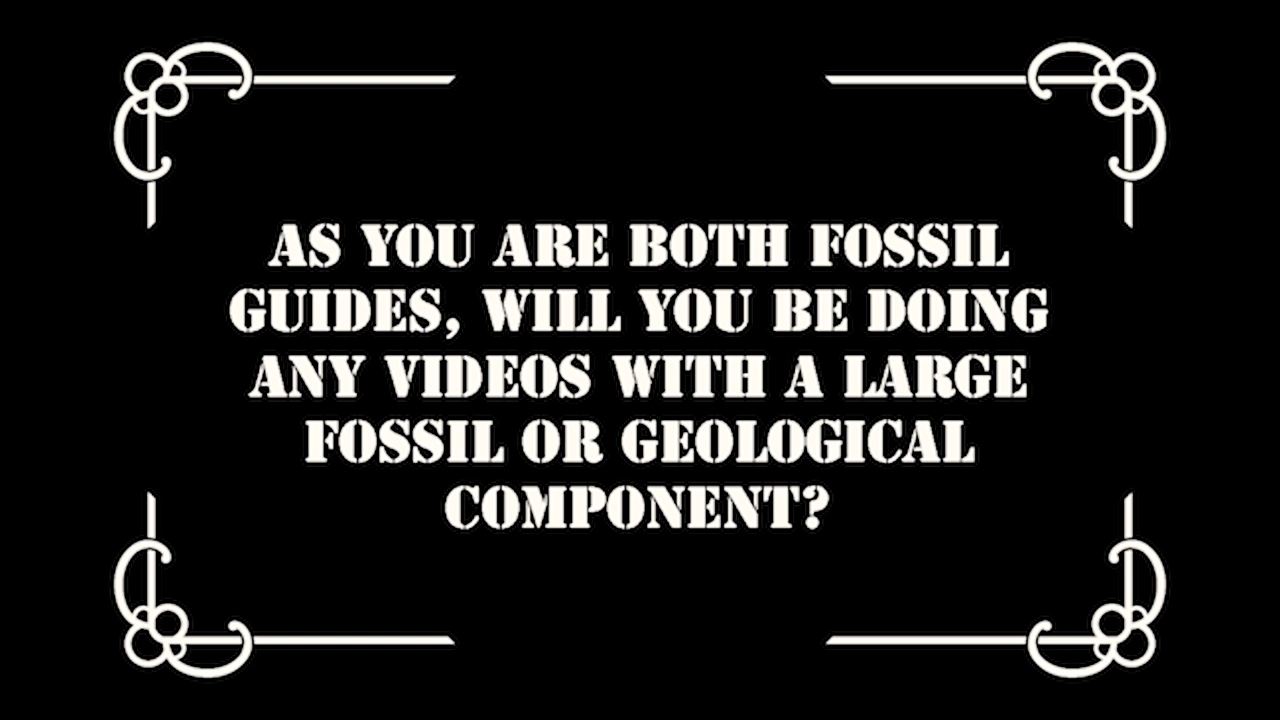 AS YOU ARE BOTH FOSSIL
GUIDES, WILL YOU BE DOING
ANY VIDEOS WITH A LARGE
FOSSIL OR GEOLOGICAL
COMPONENT?